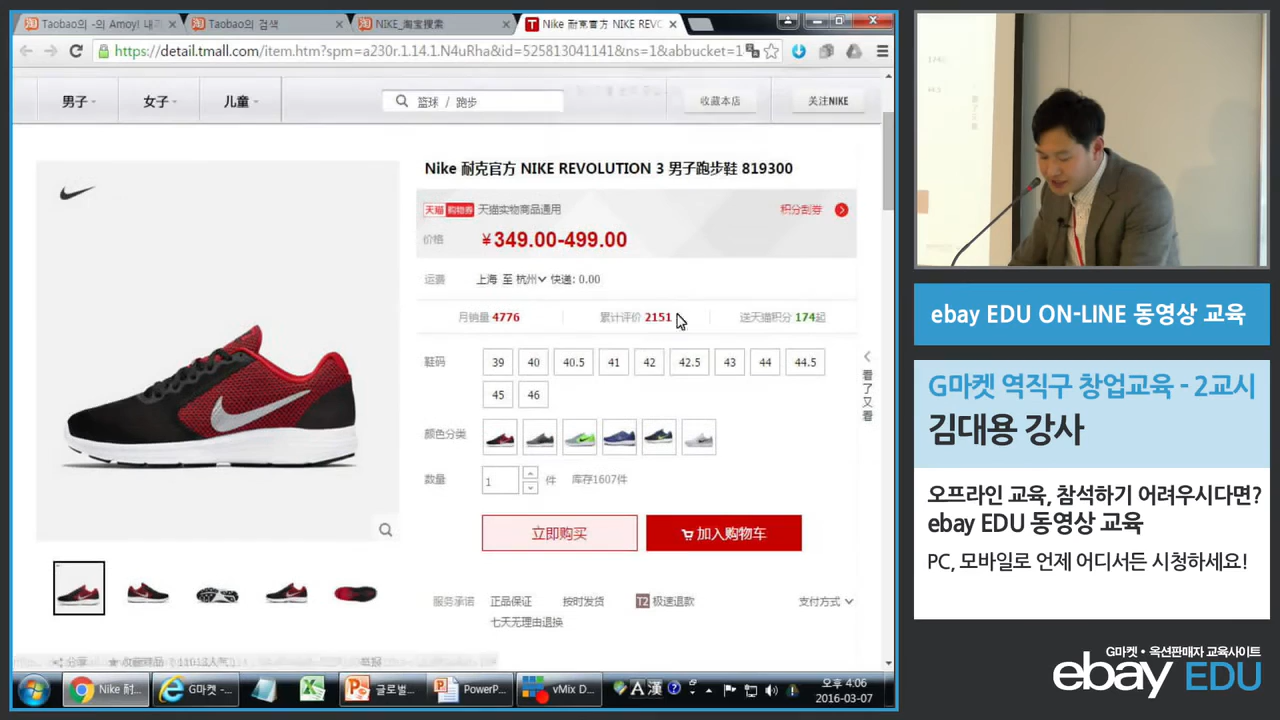 Taobao의 - 의 Amoy! 내가
Taobao의 검색
NIKE_淘宝搜索
Nike 耐克官方 NIKE REVO
https://detail.tmall.com/item.htm?spm=a230r.1.14.1.N4uRha&id=525813041141&ns=1&abbucket=1
男子 女子 儿童 篮球 / 跑步 收藏本店 关注NIKE
Nike 耐克官方 NIKE REVOLUTION 3 男子跑步鞋 819300
天猫 购物券 天猫实物商品通用 积分刮券
价格 ¥349.00-499.00
运费 上海 至 杭州 快递: 0.00
月销量 4776 累计评价 2151 送天猫积分 174起
鞋码 39 40 40.5 41 42 42.5 43 44 44.5
45 46
看了又看
颜色分类
数量 1 件 库存1607件
立即购买 加入购物车
服务承诺 正品保证 按时发货 T2 极速退款 支付方式
七天无理由退换
Nike 耐...
G마켓 -...
글로벌...
PowerP...
vMix D...
A 漢
오후 4:06
2016-03-07
ebay EDU ON-LINE 동영상 교육
G마켓 역직구 창업교육 - 2교시
김대용 강사
오프라인 교육, 참석하기 어려우시다면?
ebay EDU 동영상 교육
PC, 모바일로 언제 어디서든 시청하세요!
G마켓 • 옥션판매자 교육사이트
ebay EDU